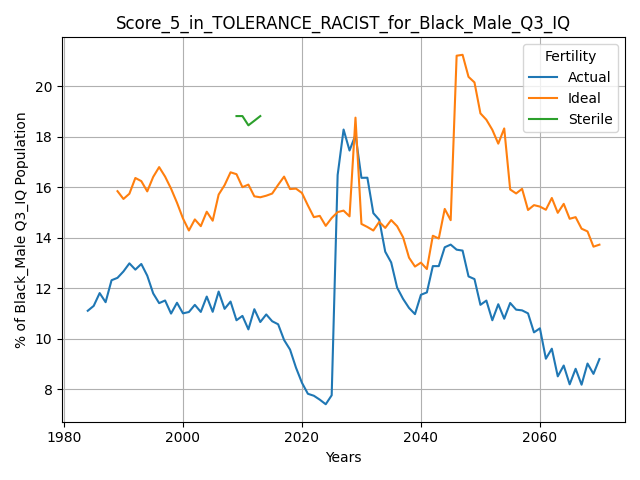 Score_5_in_TOLERANCE_RACIST_for_Black_Male_Q3_IQ
% of Black_Male Q3_IQ Population
20
18
16
14
12
10
8
Fertility
Actual
Ideal
Sterile
1980 2000 2020 2040 2060
Years